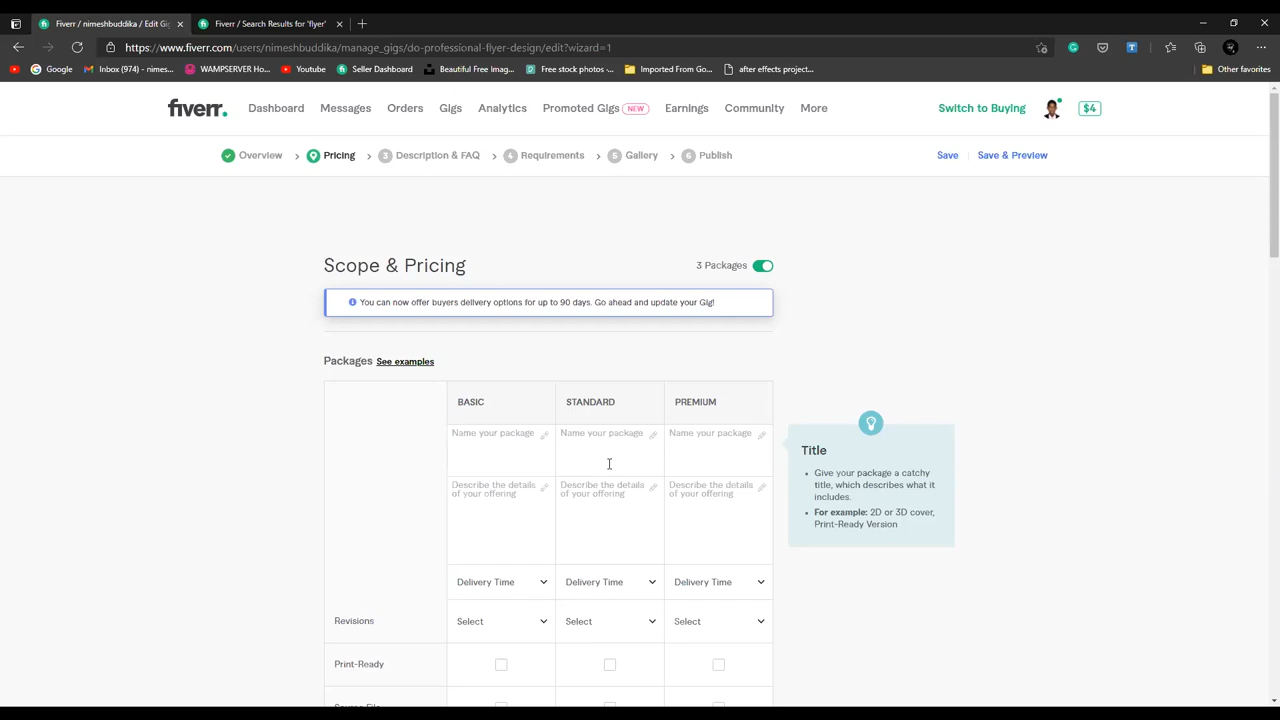 Fiverr / nimeshbuddika / Edit Gig
Fiverr / Search Results for 'flyer'
https://www.fiverr.com/users/nimeshbuddika/manage_gigs/do-professional-flyer-design/edit?wizard=1
Google
Inbox (974) - nimes...
WAMPSERVER Ho...
YouTube
Seller Dashboard
Beautiful Free Imag...
Free stock photos -...
Imported From Go...
after effects project...
Other favorites
fiverr.
Dashboard
Messages
Orders
Gigs
Analytics
Promoted Gigs NEW
Earnings
Community
More
Switch to Buying
$4
Overview
Pricing
3 Description & FAQ
4 Requirements
5 Gallery
6 Publish
Save
Save & Preview
Scope & Pricing
3 Packages
You can now offer buyers delivery options for up to 90 days. Go ahead and update your Gig!
Packages See examples
BASIC
STANDARD
PREMIUM
Name your package
Name your package
Name your package
Describe the details
of your offering
Describe the details
of your offering
Describe the details
of your offering
Title
Give your package a catchy
title, which describes what it
includes.
For example: 2D or 3D cover,
Print-Ready Version
Delivery Time
Delivery Time
Delivery Time
Revisions
Select
Select
Select
Print-Ready
Source File